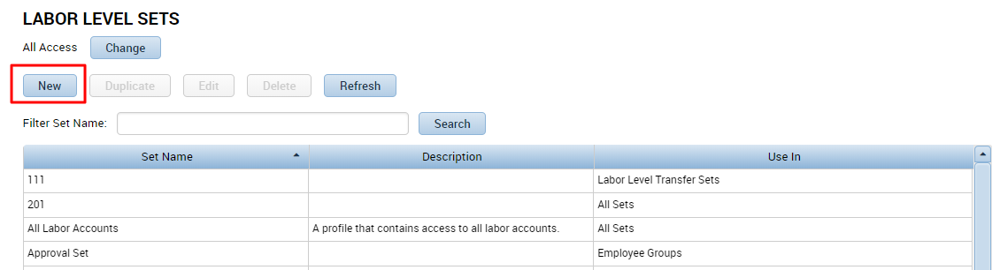 LABOR LEVEL SETS
All Access Change
New Duplicate Edit Delete Refresh
Filter Set Name: Search
Set Name Description Use In
111 Labor Level Transfer Sets
201 All Sets
All Labor Accounts A profile that contains access to all labor accounts. All Sets
Approval Set Employee Groups